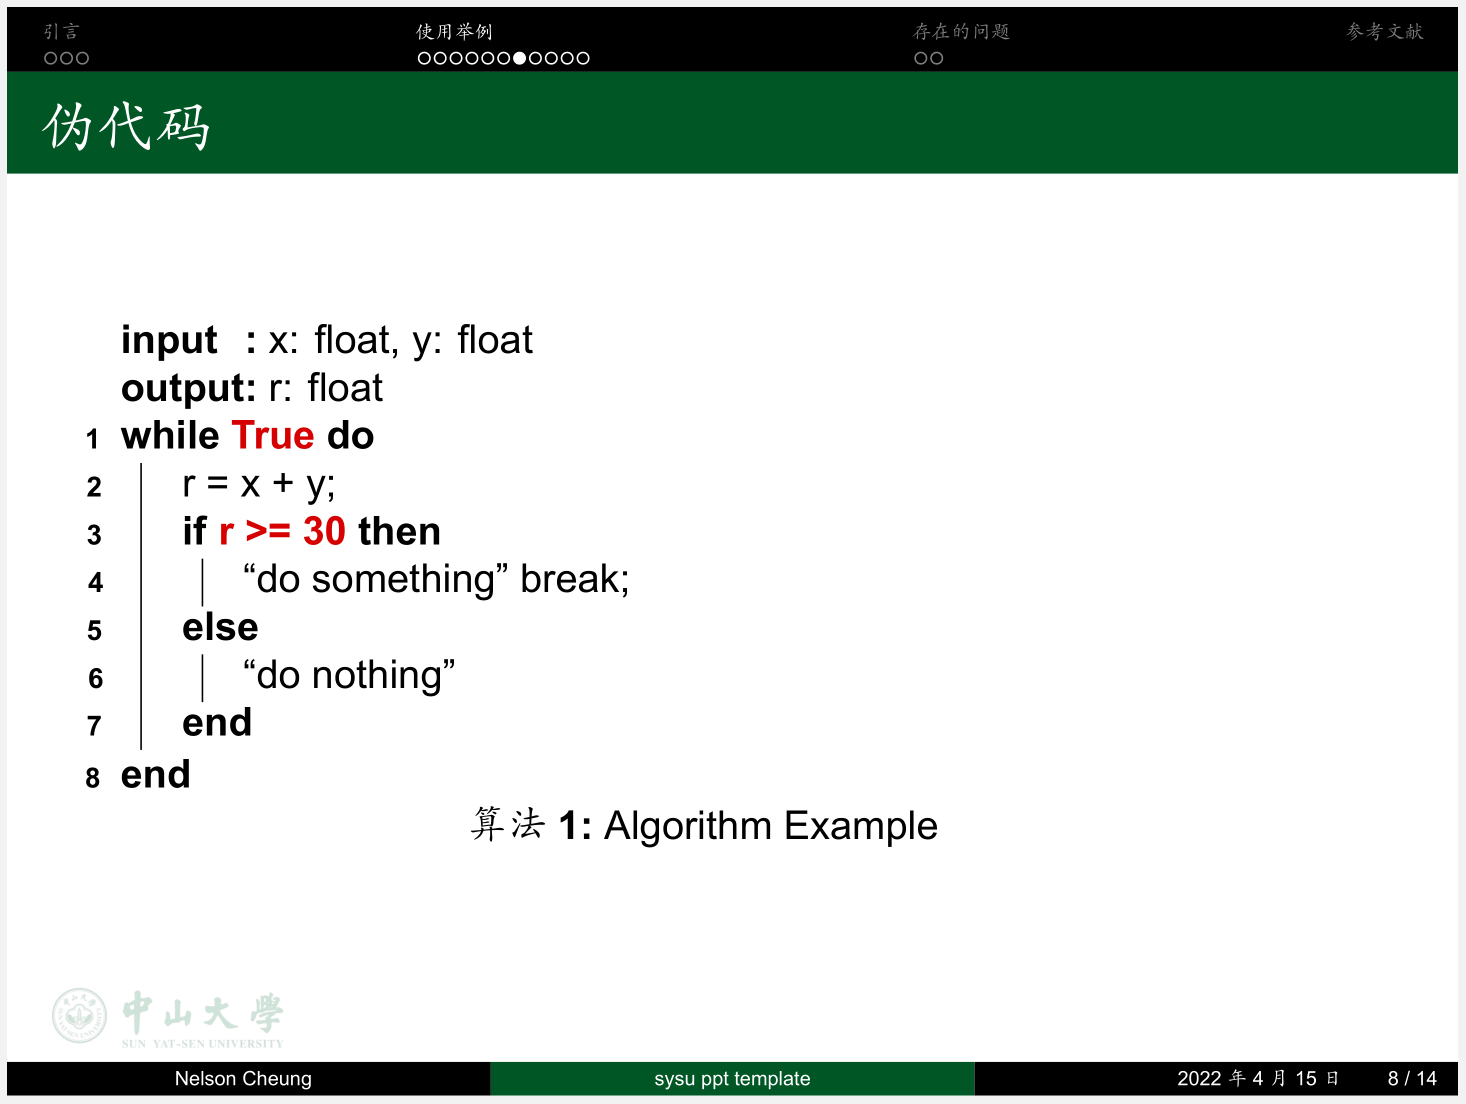 引言 使用举例 存在的问题 参考文献
伪代码
input : x: float, y: float
output: r: float
1 while True do
2 r = x + y;
3 if r >= 30 then
4 “do something” break;
5 else
6 “do nothing”
7 end
8 end
算法 1: Algorithm Example
中山大學
SUN YAT-SEN UNIVERSITY
Nelson Cheung sysu ppt template 2022 年 4 月 15 日 8 / 14